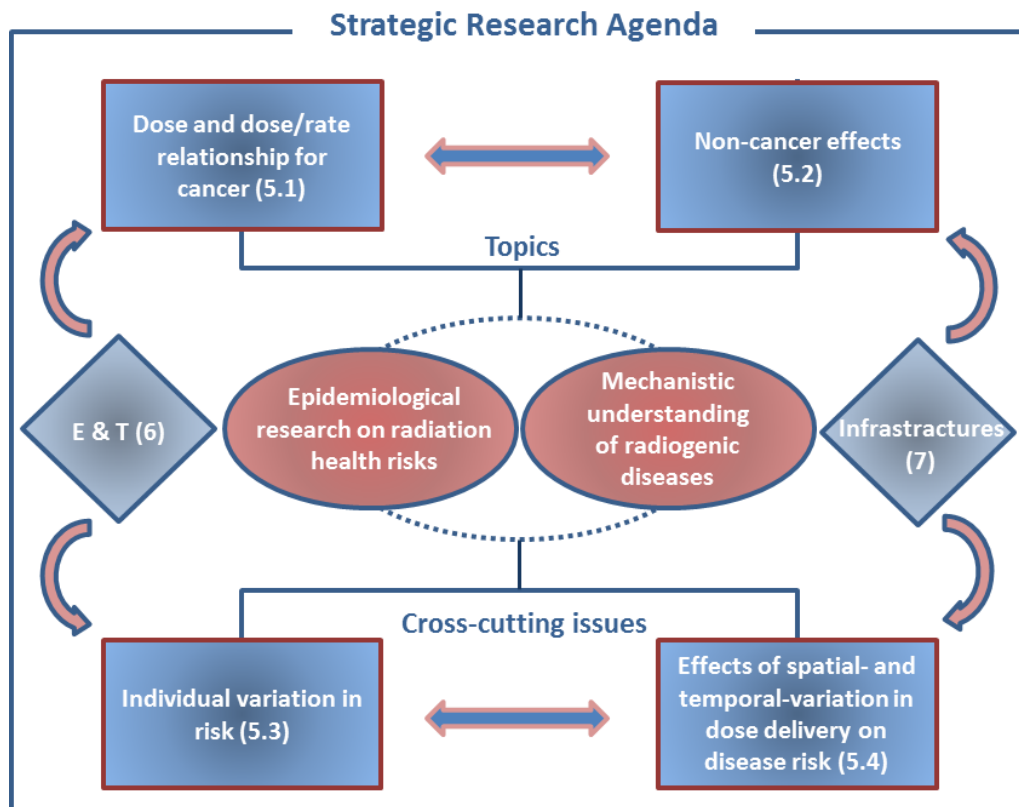 Strategic Research Agenda
Dose and dose/rate
relationship for
cancer (5.1)
Non-cancer effects
(5.2)
Topics
E & T (6)
Epidemiological
research on radiation
health risks
Mechanistic
understanding
of radiogenic
diseases
Infrastractures
(7)
Cross-cutting issues
Individual variation in
risk (5.3)
Effects of spatial- and
temporal-variation in
dose delivery on
disease risk (5.4)